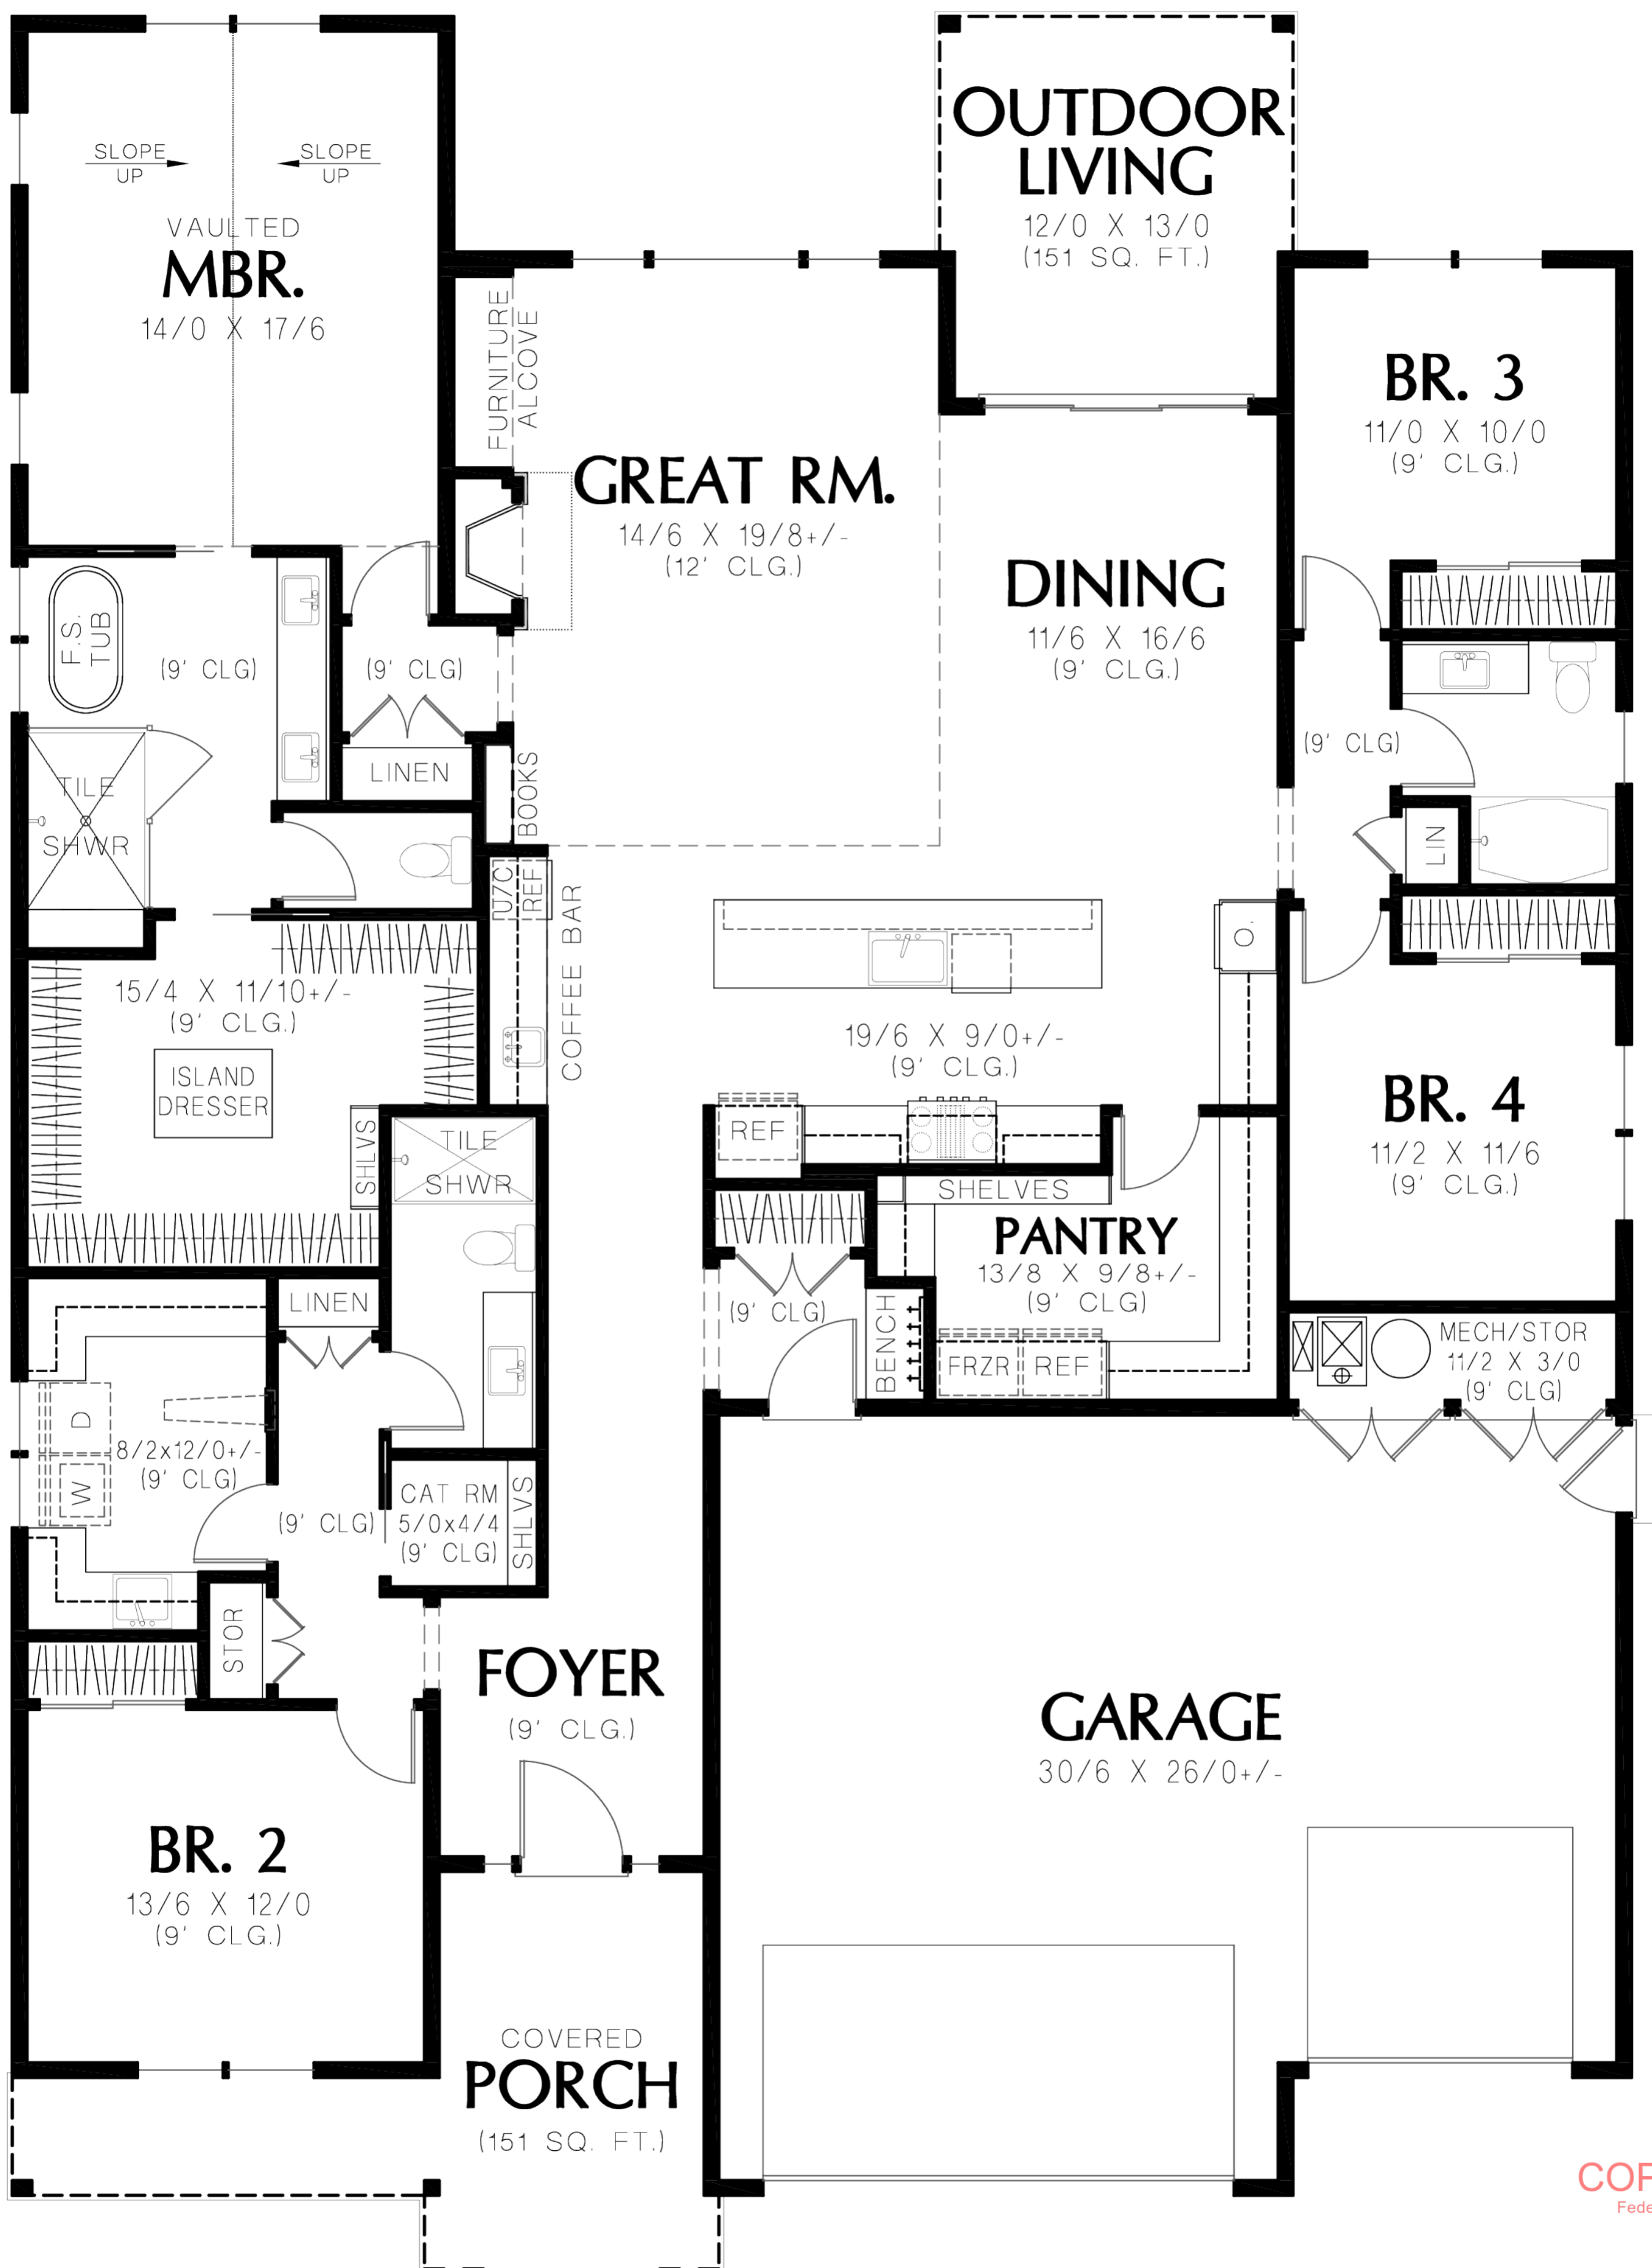 OUTDOOR
LIVING
12/0 X 13/0
(151 SQ. FT.)
SLOPE
UP
SLOPE
UP
VAULTED
MBR.
14/0 X 17/6
FURNITURE
ALCOVE
BR. 3
11/0 X 10/0
(9' CLG.)
GREAT RM.
14/6 X 19/8+/-
(12' CLG.)
DINING
11/6 X 16/6
(9' CLG.)
F.S.
TUB
(9' CLG)
(9' CLG)
(9' CLG)
LINEN
BOOKS
TILE
SHWR
LIN
U/C
REF
COFFEE BAR
O.
15/4 X 11/10+/-
(9' CLG.)
ISLAND
DRESSER
19/6 X 9/0+/-
(9' CLG.)
BR. 4
11/2 X 11/6
(9' CLG.)
SHLVS
TILE
SHWR
REF
SHELVES
PANTRY
13/8 X 9/8+/-
(9' CLG)
LINEN
(9' CLG)
BENCH
FRZR
REF
MECH/STOR
11/2 X 3/0
(9' CLG)
D
W
8/2x12/0+/-
(9' CLG)
(9' CLG)
CAT RM
5/0x4/4
(9' CLG)
SHLVS
STOR
FOYER
(9' CLG.)
GARAGE
30/6 X 26/0+/-
BR. 2
13/6 X 12/0
(9' CLG.)
COVERED
PORCH
(151 SQ. FT.)